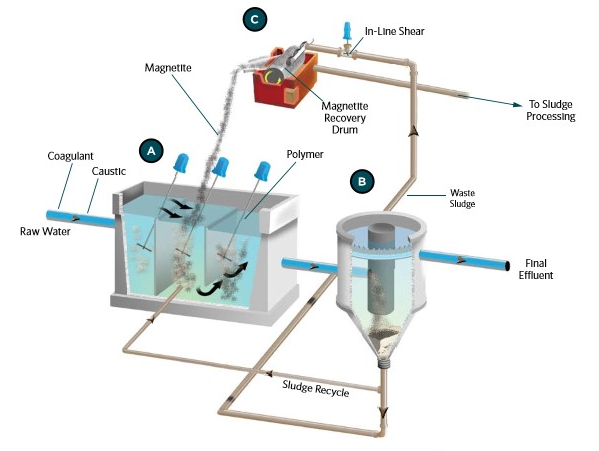 C
In-Line Shear
Magnetite
Magnetite
Recovery
Drum
To Sludge
Processing
A
Coagulant
Caustic
Polymer
B
Waste
Sludge
Raw Water
Final
Effluent
Sludge Recycle